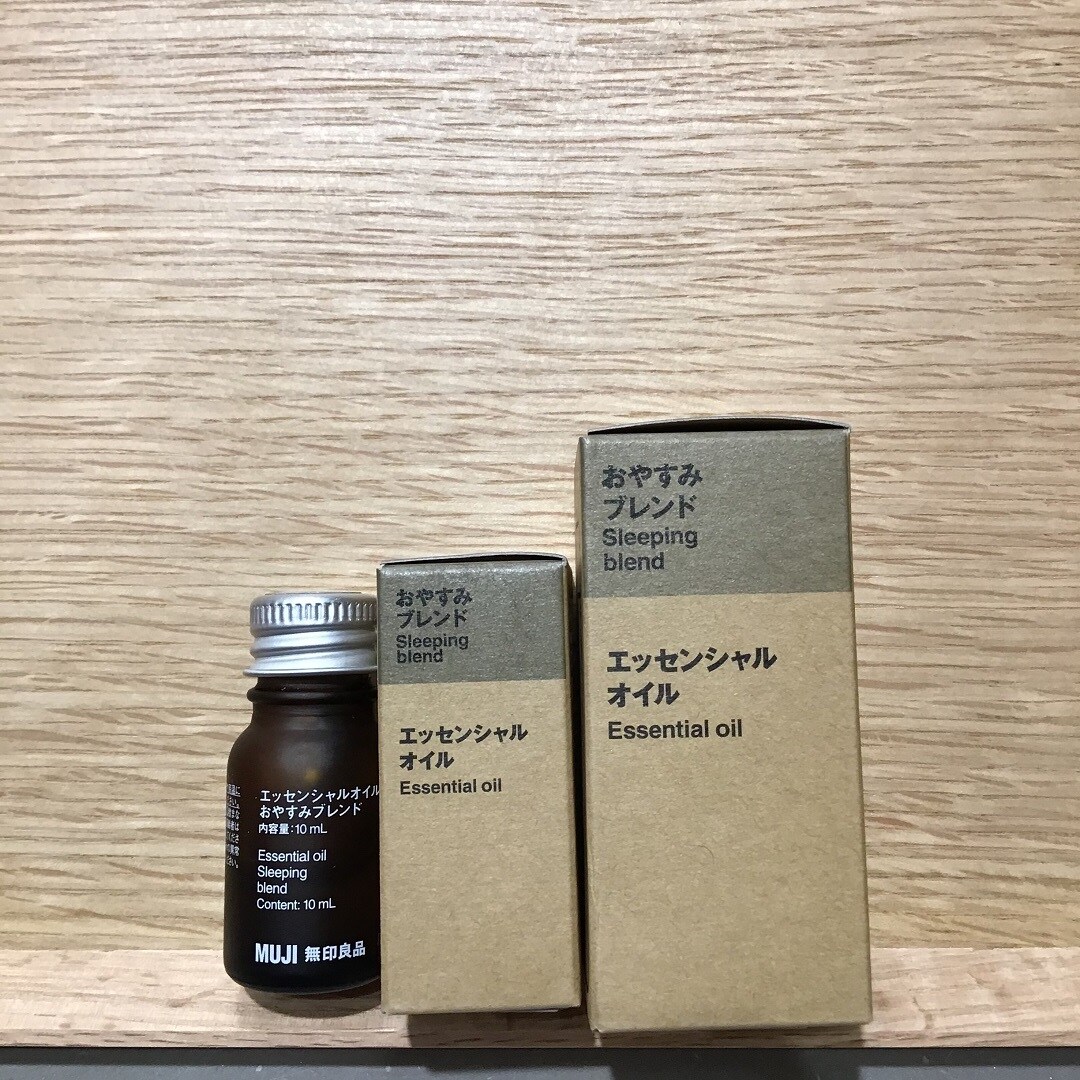 エッセンシャルオイル
おやすみブレンド
内容量:10 mL
Essential oil
Sleeping
blend
Content: 10 mL
MUJI 無印良品
おやすみ
ブレンド
Sleeping
blend
エッセンシャル
オイル
Essential oil
おやすみ
ブレンド
Sleeping
blend
エッセンシャル
オイル
Essential oil